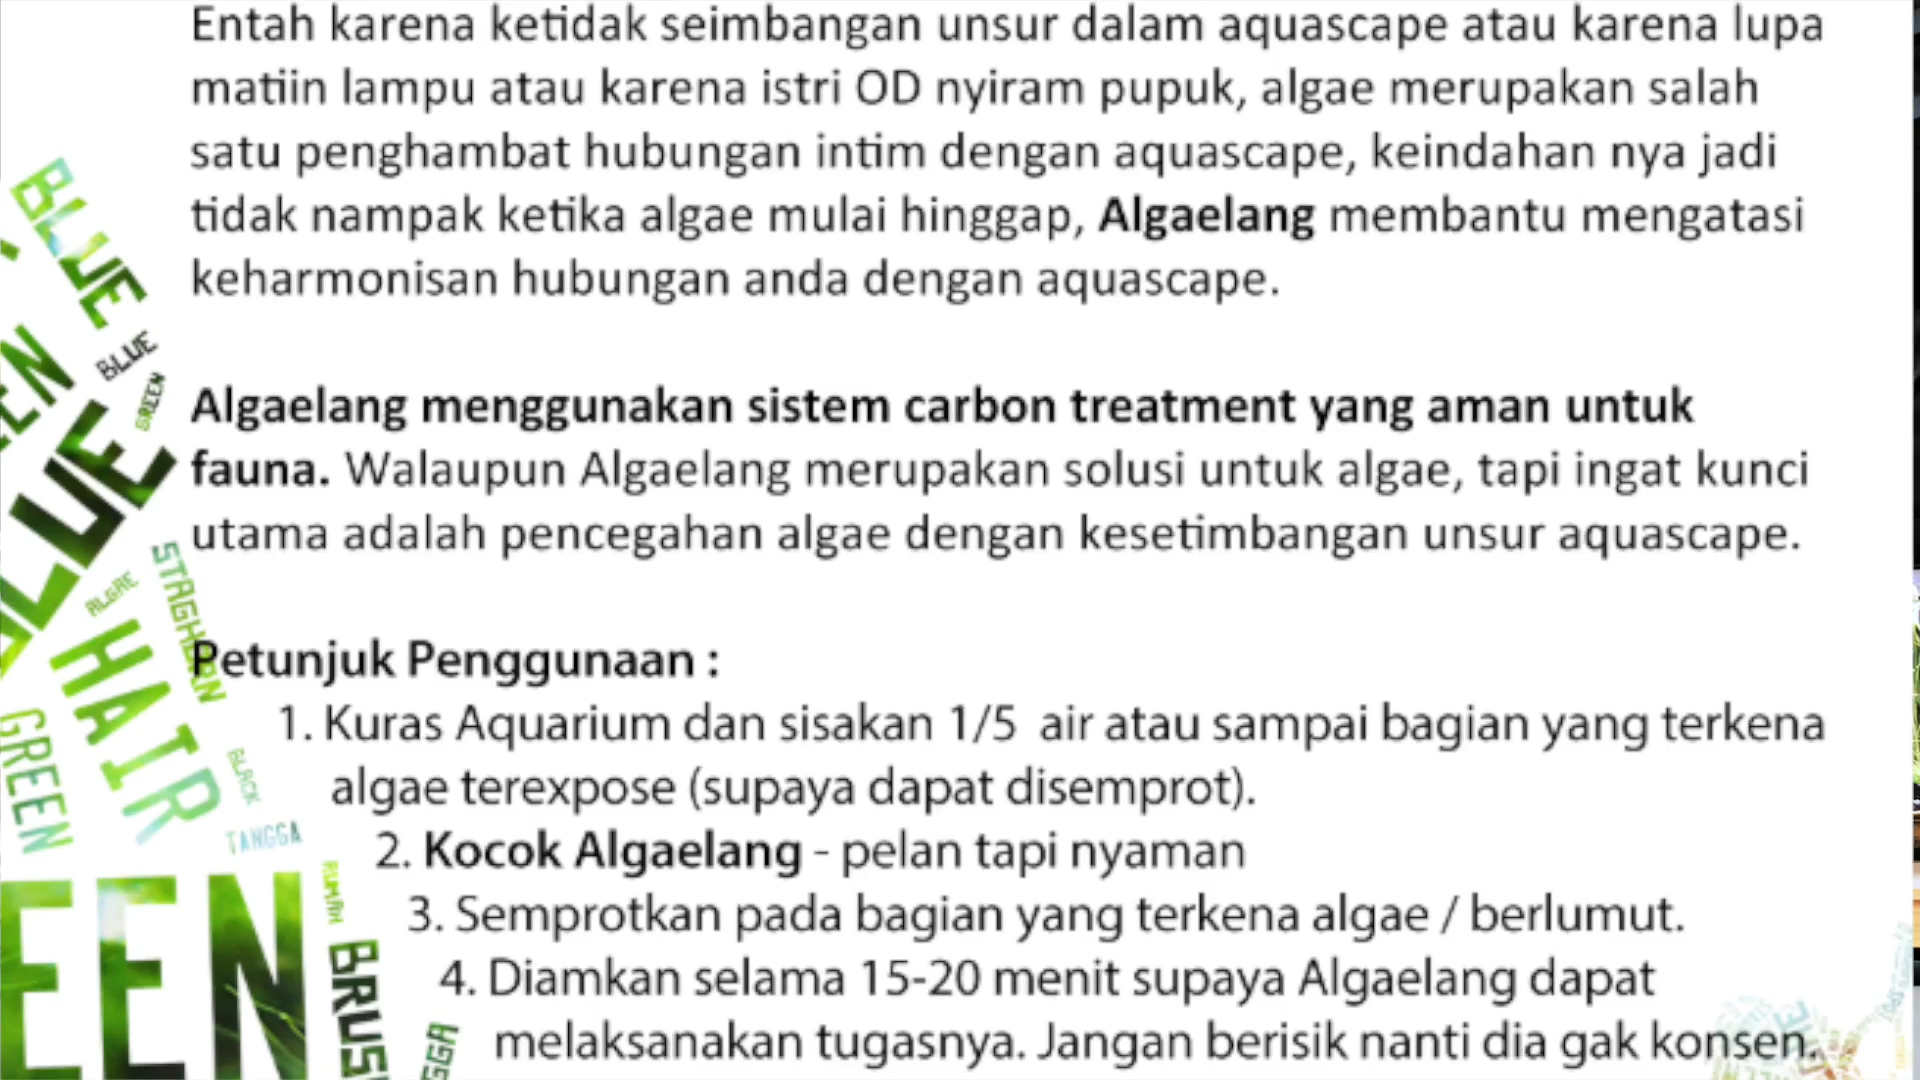 Entah karena ketidak seimbangan unsur dalam aquascape atau karena lupa
matiin lampu atau karena istri OD nyiram pupuk, algae merupakan salah
satu penghambat hubungan intim dengan aquascape, keindahan nya jadi
tidak nampak ketika algae mulai hinggap, Algaelang membantu mengatasi
keharmonisan hubungan anda dengan aquascape.
Algaelang menggunakan sistem carbon treatment yang aman untuk
fauna. Walaupun Algaelang merupakan solusi untuk algae, tapi ingat kunci
utama adalah pencegahan algae dengan kesetimbangan unsur aquascape.
Petunjuk Penggunaan :
1. Kuras Aquarium dan sisakan 1/5 air atau sampai bagian yang terkena
algae terexpose (supaya dapat disemprot).
2. Kocok Algaelang - pelan tapi nyaman
3. Semprotkan pada bagian yang terkena algae / berlumut.
4. Diamkan selama 15-20 menit supaya Algaelang dapat
melaksanakan tugasnya. Jangan berisik nanti dia gak konsen.
BLUE
BLUE
GREEN
ALGAE
HAIR
GREEN
BLACK
TANGGA
RUMAH